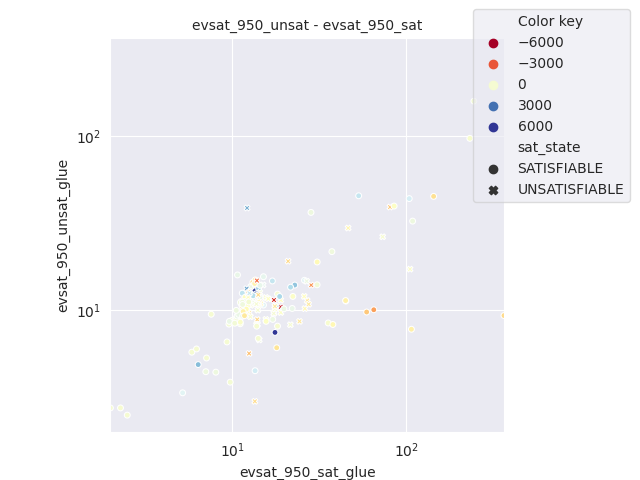 evsat_950_unsat - evsat_950_sat
Color key
−6000
−3000
0
3000
6000
sat_state
SATISFIABLE
UNSATISFIABLE
10²
10¹
evsat_950_unsat_glue
10¹ 10²
evsat_950_sat_glue